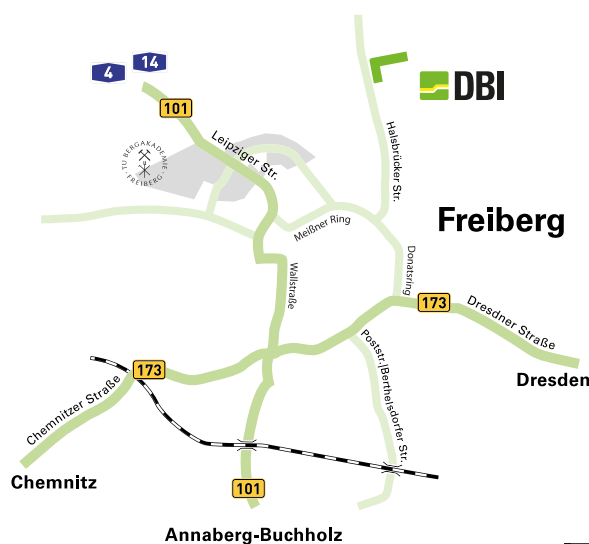 14
4
DBI
101
Leipziger Str.
TU BERGAKADEMIE
FREIBERG
Halsbrücker Str.
Freiberg
Meißner Ring
Donatsring
Wallstraße
173
Dresdner Straße
Poststr./Berthelsdorfer Str.
173
Dresden
Chemnitzer Straße
Chemnitz
101
Annaberg-Buchholz